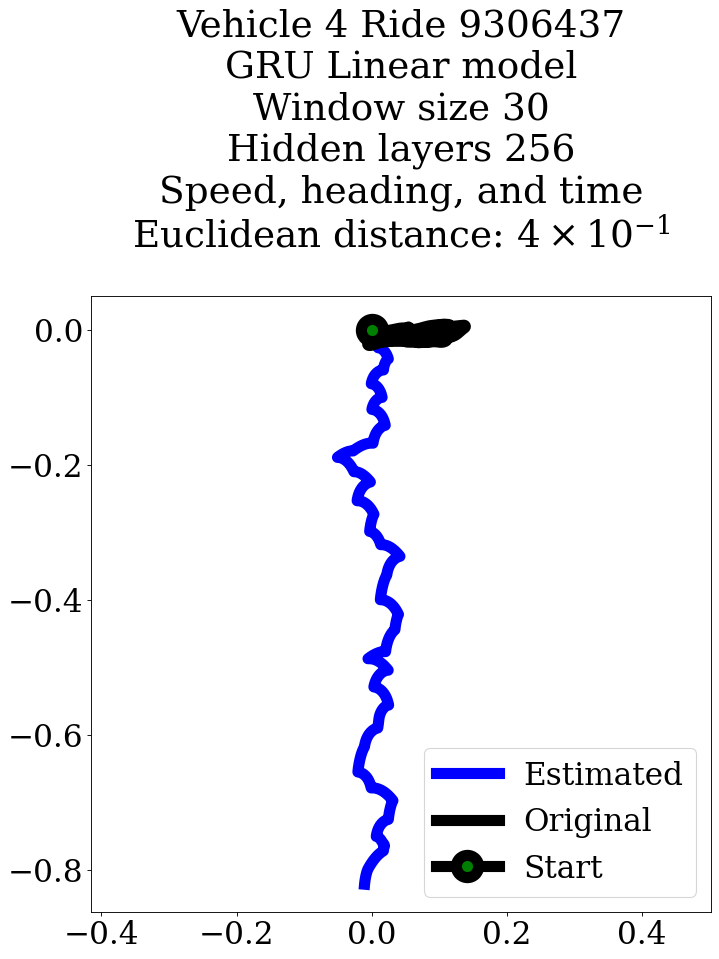 Vehicle 4 Ride 9306437
GRU Linear model
Window size 30
Hidden layers 256
Speed, heading, and time
Euclidean distance: 4 × 10⁻¹
0.0
−0.2
−0.4
−0.6
−0.8
Estimated
Original
Start
−0.4 −0.2 0.0 0.2 0.4